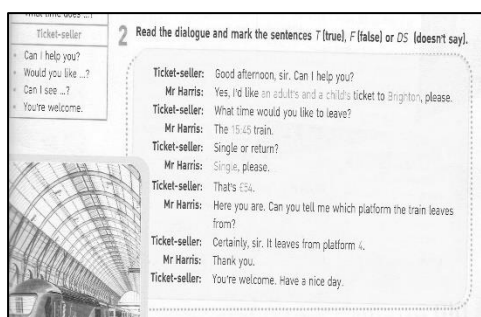 What time does ...?
Ticket-seller
Can I help you?
Would you like ...?
Can I see ...?
You're welcome.
2 Read the dialogue and mark the sentences T (true), F (false) or DS (doesn't say).
Ticket-seller: Good afternoon, sir. Can I help you?
Mr Harris: Yes, I'd like an adult's and a child's ticket to Brighton, please.
Ticket-seller: What time would you like to leave?
Mr Harris: The 15:45 train.
Ticket-seller: Single or return?
Mr Harris: Single, please.
Ticket-seller: That's £54.
Mr Harris: Here you are. Can you tell me which platform the train leaves
from?
Ticket-seller: Certainly, sir. It leaves from platform 4.
Mr Harris: Thank you.
Ticket-seller: You're welcome. Have a nice day.